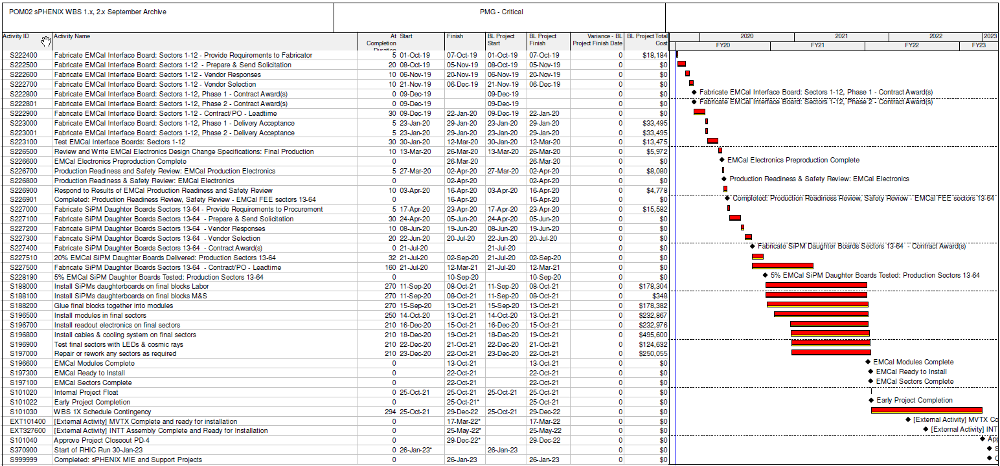 POM02 sPHENIX WBS 1.x, 2.x September Archive PMG - Critical
Activity ID Activity Name At Completion Duration Start Finish BL Project Start BL Project Finish Variance - BL Project Finish Date BL Project Total Cost 2020 2021 2022 2023
FY20 FY21 FY22 FY23
S222400 Fabricate EMCal Interface Board: Sectors 1-12 - Provide Requirements to Fabricator 5 01-Oct-19 07-Oct-19 01-Oct-19 07-Oct-19 0 $18,184
S222500 Fabricate EMCal Interface Board: Sectors 1-12 - Prepare & Send Solicitation 20 08-Oct-19 05-Nov-19 08-Oct-19 05-Nov-19 0 $0
S222600 Fabricate EMCal Interface Board: Sectors 1-12 - Vendor Responses 10 06-Nov-19 20-Nov-19 06-Nov-19 20-Nov-19 0 $0
S222700 Fabricate EMCal Interface Board: Sectors 1-12 - Vendor Selection 10 21-Nov-19 06-Dec-19 21-Nov-19 06-Dec-19 0 $0
S222800 Fabricate EMCal Interface Board: Sectors 1-12, Phase 1 - Contract Award(s) 0 09-Dec-19 09-Dec-19 0 $0 Fabricate EMCal Interface Board: Sectors 1-12, Phase 1 - Contract Award(s)
S222801 Fabricate EMCal Interface Board: Sectors 1-12, Phase 2 - Contract Award(s) 0 09-Dec-19 09-Dec-19 0 $0 Fabricate EMCal Interface Board: Sectors 1-12, Phase 2 - Contract Award(s)
S222900 Fabricate EMCal Interface Board: Sectors 1-12 - Contract/PO - Leadtime 30 09-Dec-19 22-Jan-20 09-Dec-19 22-Jan-20 0 $0
S223000 Fabricate EMCal Interface Board: Sectors 1-12, Phase 1 - Delivery Acceptance 5 23-Jan-20 29-Jan-20 23-Jan-20 29-Jan-20 0 $33,495
S223001 Fabricate EMCal Interface Board: Sectors 1-12, Phase 2 - Delivery Acceptance 5 23-Jan-20 29-Jan-20 23-Jan-20 29-Jan-20 0 $33,495
S223100 Test EMCal Interface Boards: Sectors 1-12 30 30-Jan-20 12-Mar-20 30-Jan-20 12-Mar-20 0 $13,475
S226500 Review and Write EMCal Electronics Design Change Specifications: Final Production 10 13-Mar-20 26-Mar-20 13-Mar-20 26-Mar-20 0 $5,972
S226600 EMCal Electronics Preproduction Complete 0 26-Mar-20 26-Mar-20 0 $0 EMCal Electronics Preproduction Complete
S226700 Production Readiness and Safety Review: EMCal Production Electronics 5 27-Mar-20 02-Apr-20 27-Mar-20 02-Apr-20 0 $8,080
S226800 Production Readiness & Safety Review: EMCal Electronics 0 02-Apr-20 02-Apr-20 0 $0 Production Readiness & Safety Review: EMCal Electronics
S226900 Respond to Results of EMCal Production Readiness and Safety Review 10 03-Apr-20 16-Apr-20 03-Apr-20 16-Apr-20 0 $4,778
S226901 Completed: Production Readiness Review, Safety Review - EMCal FEE sectors 13-64 0 16-Apr-20 16-Apr-20 0 $0 Completed: Production Readiness Review, Safety Review - EMCal FEE sectors 13-64
S227000 Fabricate SiPM Daughter Boards Sectors 13-64 - Provide Requirements to Procurement 5 17-Apr-20 23-Apr-20 17-Apr-20 23-Apr-20 0 $15,582
S227100 Fabricate SiPM Daughter Boards Sectors 13-64 - Prepare & Send Solicitation 30 24-Apr-20 05-Jun-20 24-Apr-20 05-Jun-20 0 $0
S227200 Fabricate SiPM Daughter Boards Sectors 13-64 - Vendor Responses 10 08-Jun-20 19-Jun-20 08-Jun-20 19-Jun-20 0 $0
S227300 Fabricate SiPM Daughter Boards Sectors 13-64 - Vendor Selection 20 22-Jun-20 20-Jul-20 22-Jun-20 20-Jul-20 0 $0
S227400 Fabricate SiPM Daughter Boards Sectors 13-64 - Contract Award(s) 0 21-Jul-20 21-Jul-20 0 $0 Fabricate SiPM Daughter Boards Sectors 13-64 - Contract Award(s)
S227510 20% EMCal SiPM Daughter Boards Delivered: Production Sectors 13-64 32 21-Jul-20 02-Sep-20 21-Jul-20 02-Sep-20 0 $0
S227500 Fabricate SiPM Daughter Boards Sectors 13-64 - Contract/PO - Leadtime 160 21-Jul-20 12-Mar-21 21-Jul-20 12-Mar-21 0 $0
S228190 5% EMCal SiPM Daughter Boards Tested: Production Sectors 13-64 0 10-Sep-20 10-Sep-20 0 $0 5% EMCal SiPM Daughter Boards Tested: Production Sectors 13-64
S188000 Install SiPMs daughterboards on final blocks Labor 270 11-Sep-20 08-Oct-21 11-Sep-20 08-Oct-21 0 $178,304
S188100 Install SiPMs daughterboards on final blocks M&S 270 11-Sep-20 08-Oct-21 11-Sep-20 08-Oct-21 0 $348
S188200 Glue final blocks together into modules 270 15-Sep-20 13-Oct-21 15-Sep-20 13-Oct-21 0 $178,382
S196500 Install modules in final sectors 250 14-Oct-20 13-Oct-21 14-Oct-20 13-Oct-21 0 $232,867
S196700 Install readout electronics on final sectors 210 16-Dec-20 15-Oct-21 16-Dec-20 15-Oct-21 0 $232,976
S196800 Install cables & cooling system on final sectors 210 18-Dec-20 19-Oct-21 18-Dec-20 19-Oct-21 0 $495,600
S196900 Test final sectors with LEDs & cosmic rays 210 22-Dec-20 21-Oct-21 22-Dec-20 21-Oct-21 0 $124,632
S197000 Repair or rework any sectors as required 210 23-Dec-20 22-Oct-21 23-Dec-20 22-Oct-21 0 $250,055
S196600 EMCal Modules Complete 0 13-Oct-21 13-Oct-21 0 $0 EMCal Modules Complete
S197300 EMCal Ready to Install 0 22-Oct-21 22-Oct-21 0 $0 EMCal Ready to Install
S197100 EMCal Sectors Complete 0 22-Oct-21 22-Oct-21 0 $0 EMCal Sectors Complete
S101020 Internal Project Float 0 25-Oct-21 25-Oct-21 25-Oct-21 25-Oct-21 0 $0
S101022 Early Project Completion 0 25-Oct-21* 25-Oct-21 0 $0 Early Project Completion
S101030 WBS 1X Schedule Contingency 294 25-Oct-21 29-Dec-22 25-Oct-21 29-Dec-22 0 $0
EXT101400 [External Activity] MVTX Complete and ready for installation 0 17-Mar-22* 17-Mar-22 0 $0 [External Activity] MVTX Co
EXT327600 [External Activity] INTT Assembly Complete and Ready for Installation 0 25-May-22* 25-May-22 0 $0 [External Activity] INT
S101040 Approve Project Closeout PD-4 0 29-Dec-22* 29-Dec-22 0 $0 App
S370900 Start of RHIC Run 30-Jan-23 0 26-Jan-23* 26-Jan-23 0 $0 S
S999999 Completed: sPHENIX MIE and Support Projects 0 26-Jan-23 26-Jan-23 0 $0 C